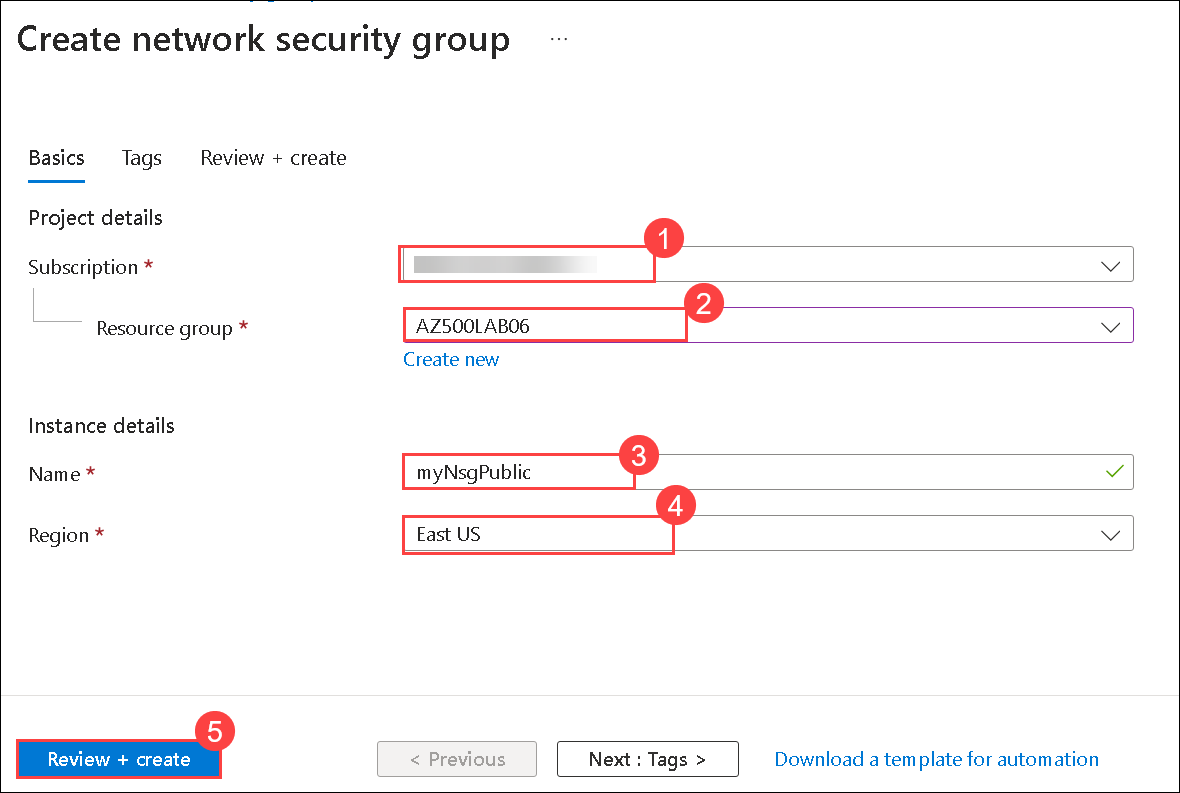 Create network security group ...
Basics Tags Review + create
Project details
Subscription *
1
Resource group *
AZ500LAB06
2
Create new
Instance details
Name *
myNsgPublic
3
Region *
East US
4
Review + create
5
< Previous
Next : Tags >
Download a template for automation